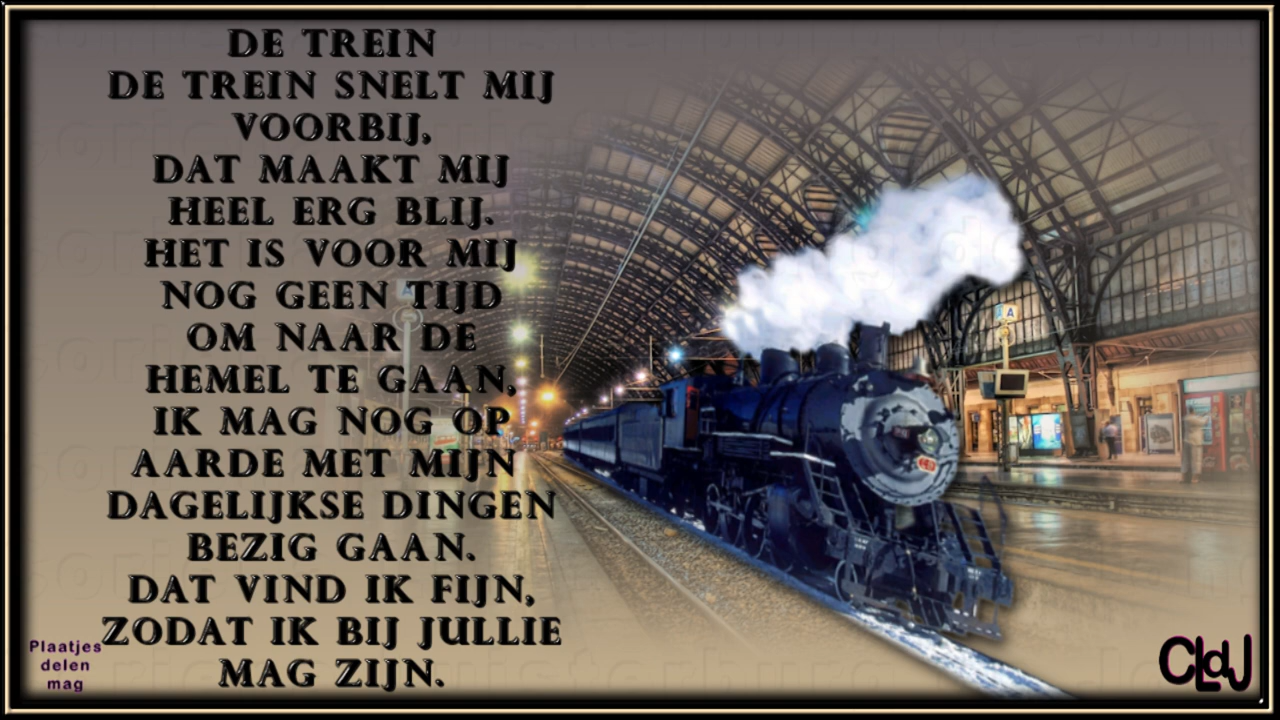 DE TREIN
DE TREIN SNELT MIJ
VOORBIJ,
DAT MAAKT MIJ
HEEL ERG BLIJ.
HET IS VOOR MIJ
NOG GEEN TIJD
OM NAAR DE
HEMEL TE GAAN,
IK MAG NOG OP
AARDE MET MIJN
DAGELIJKSE DINGEN
BEZIG GAAN.
DAT VIND IK FIJN,
ZODAT IK BIJ JULLIE
MAG ZIJN.
Plaatjes
delen
mag
CLdJ
A